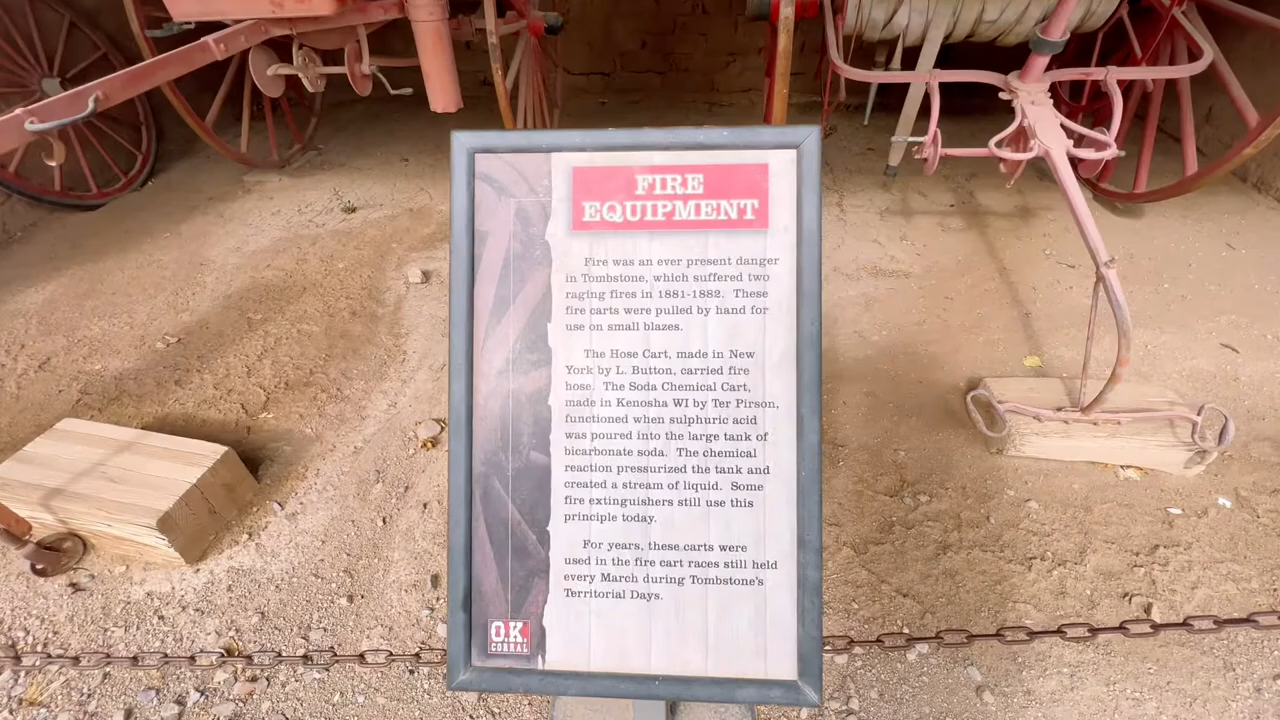 FIRE
EQUIPMENT
Fire was an ever present danger
in Tombstone, which suffered two
raging fires in 1881-1882. These
fire carts were pulled by hand for
use on small blazes.
The Hose Cart, made in New
York by L. Button, carried fire
hose. The Soda Chemical Cart,
made in Kenosha WI by Ter Pirson,
functioned when sulphuric acid
was poured into the large tank of
bicarbonate soda. The chemical
reaction pressurized the tank and
created a stream of liquid. Some
fire extinguishers still use this
principle today.
For years, these carts were
used in the fire cart races still held
every March during Tombstone's
Territorial Days.
O.K.
CORRAL